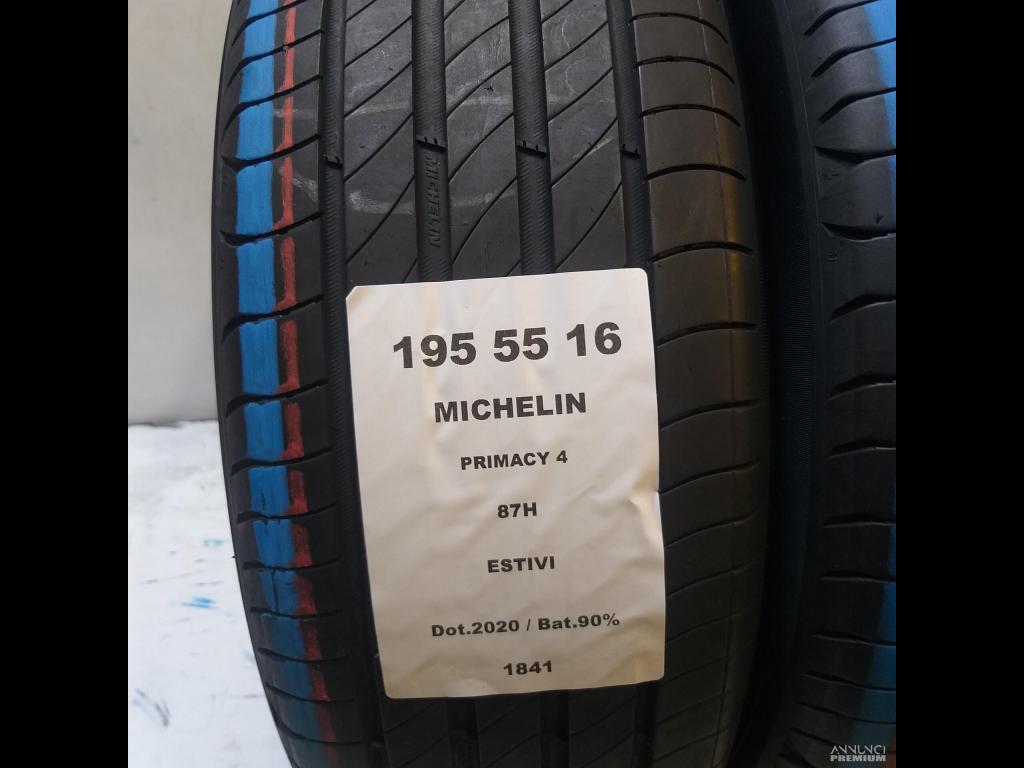 MICHELIN
195 55 16
MICHELIN
PRIMACY 4
87H
ESTIVI
Dot.2020 / Bat.90%
1841
ANNUNCI
PREMIUM